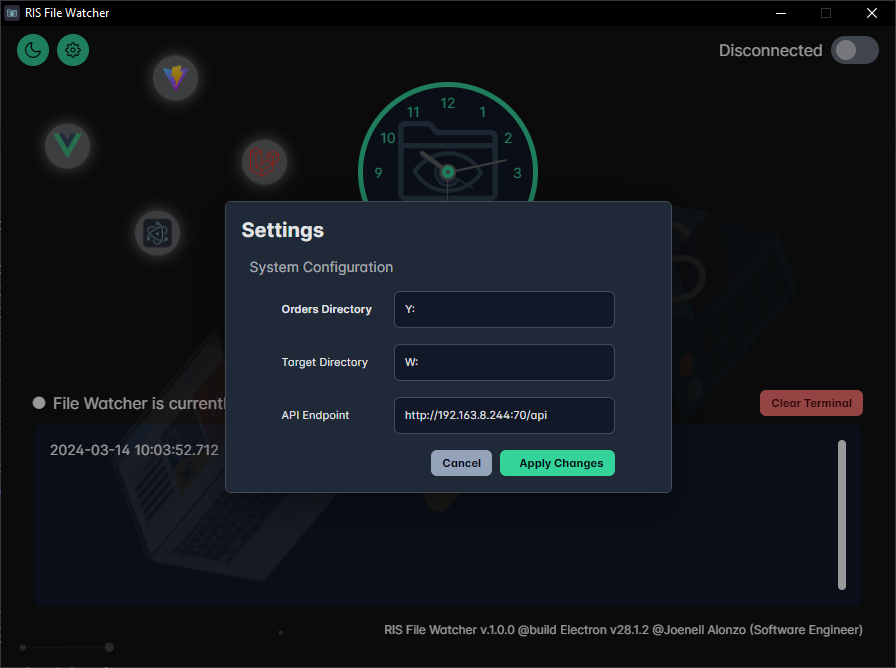 RIS File Watcher
Disconnected
12
11
1
10
2
9
3
Settings
System Configuration
Orders Directory
Y:
Target Directory
W:
API Endpoint
http://192.163.8.244:70/api
Cancel
Apply Changes
File Watcher is current
Clear Terminal
2024-03-14 10:03:52.712
RIS File Watcher v.1.0.0 @build Electron v28.1.2 @Joenell Alonzo (Software Engineer)